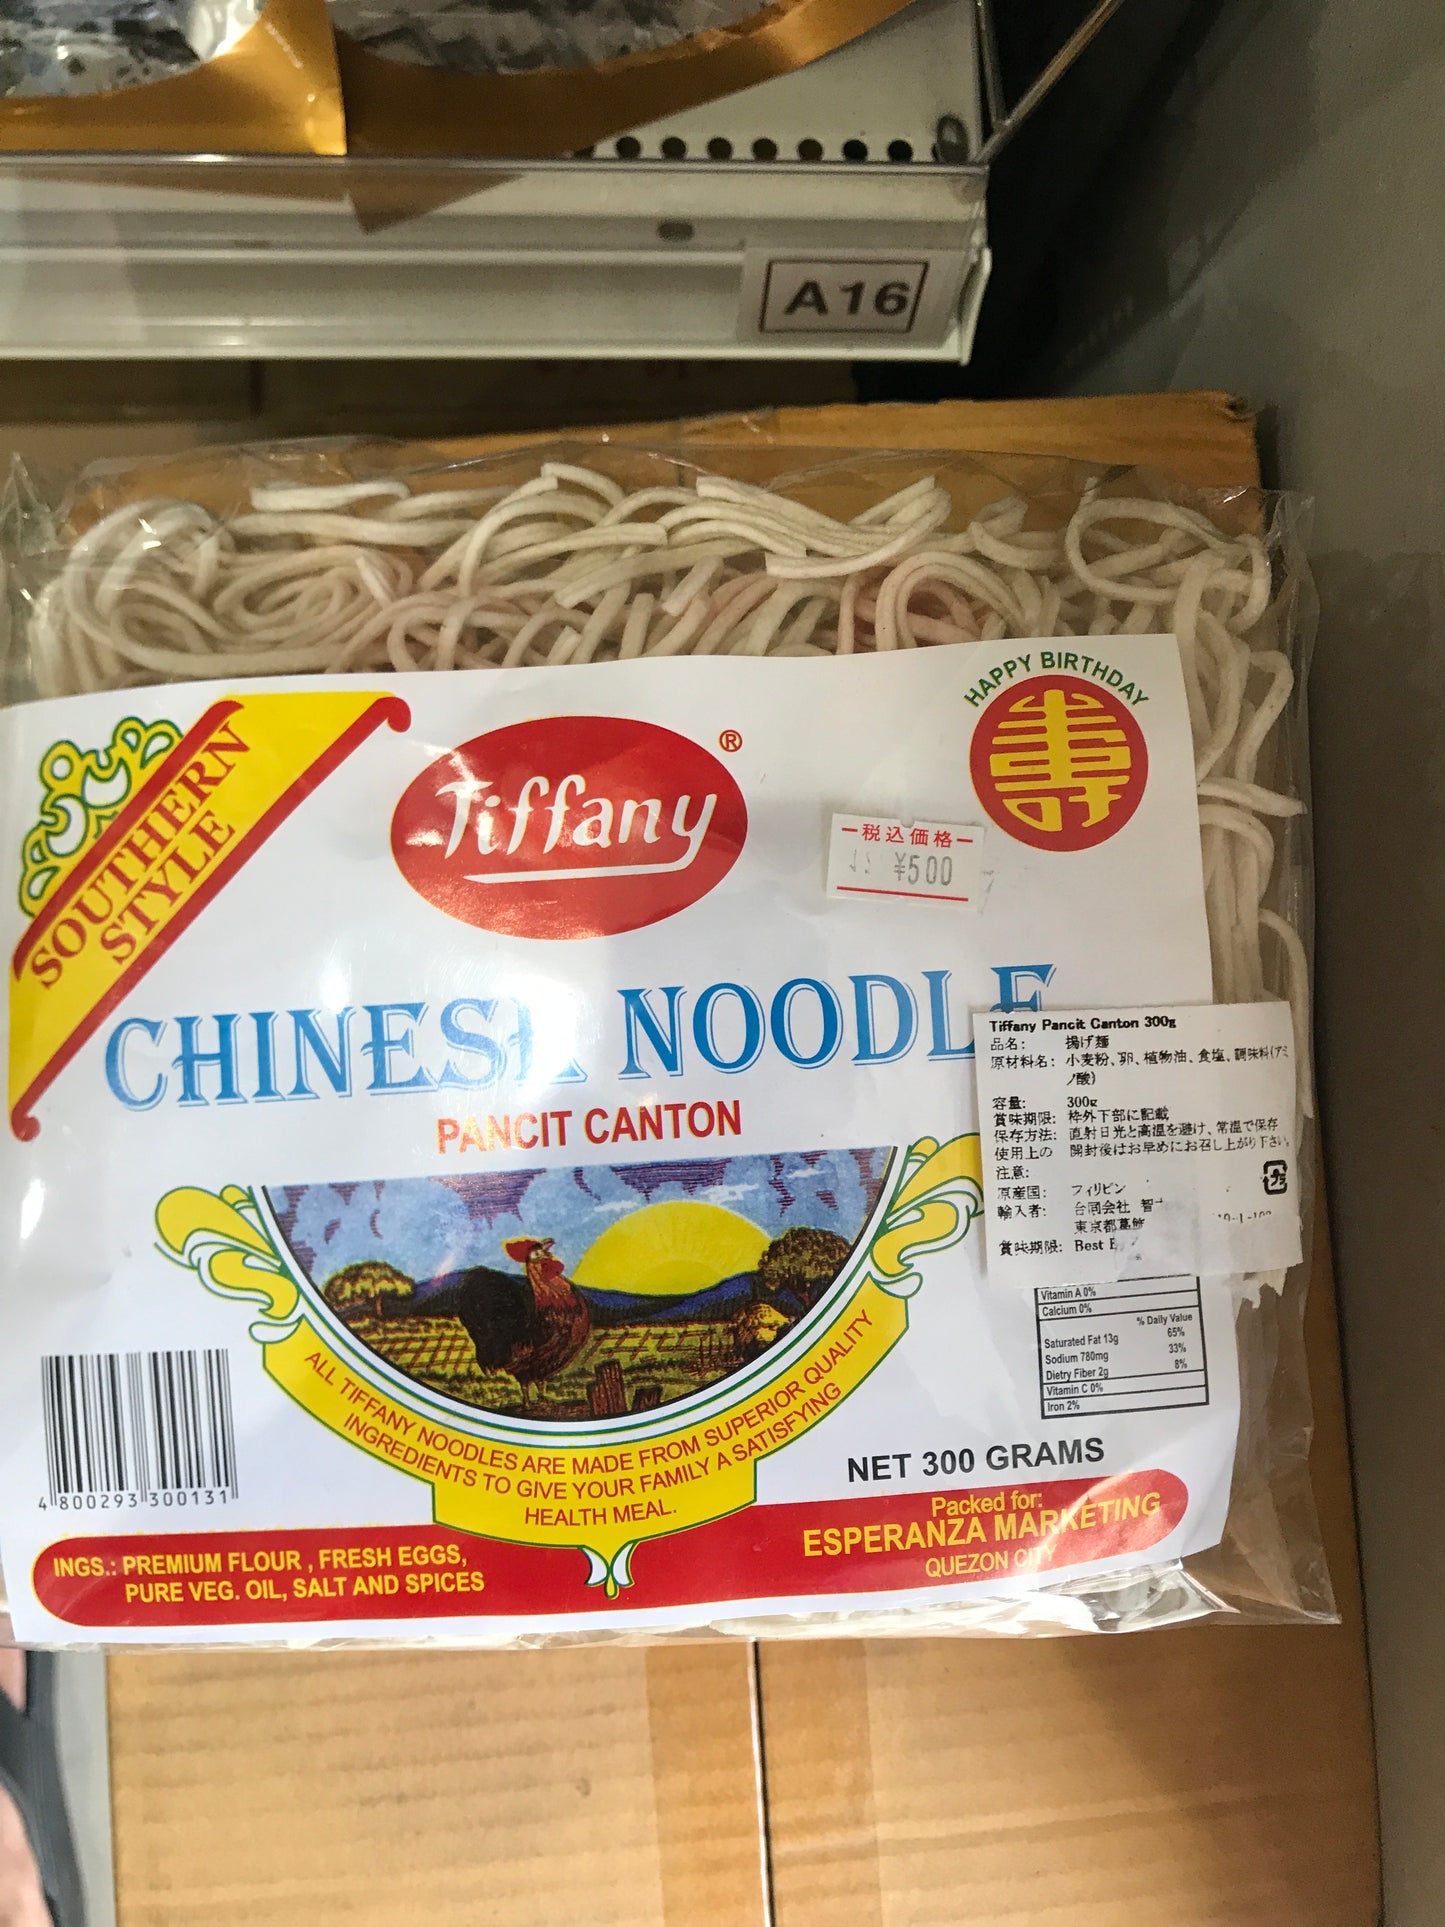 A16
HAPPY BIRTHDAY
壽
SOUTHERN
STYLE
Tiffany®
税込価格
¥500
CHINESE NOODLE
PANCIT CANTON
Tiffany Pancit Canton 300g
品名: 揚げ麺
原材料名: 小麦粉、卵、植物油、食塩、調味料(アミ
ノ酸)
容量: 300g
賞味期限: 枠外下部に記載
保存方法: 直射日光と高温を避け、常温で保存
使用上の 開封後はお早めにお召し上がり下さい。
注意:
原産国: フィリピン
輸入者: 合同会社 智
東京都葛飾
賞味期限: Best
プラ
Vitamin A 0%
Calcium 0%
% Daily Value
Saturated Fat 13g 65%
Sodium 780mg 33%
Dietry Fiber 2g 8%
Vitamin C 0%
Iron 2%
ALL TIFFANY NOODLES ARE MADE FROM SUPERIOR QUALITY
INGREDIENTS TO GIVE YOUR FAMILY A SATISFYING
HEALTH MEAL.
4 800293 300131
NET 300 GRAMS
Packed for:
ESPERANZA MARKETING
QUEZON CITY
INGS.: PREMIUM FLOUR , FRESH EGGS,
PURE VEG. OIL, SALT AND SPICES